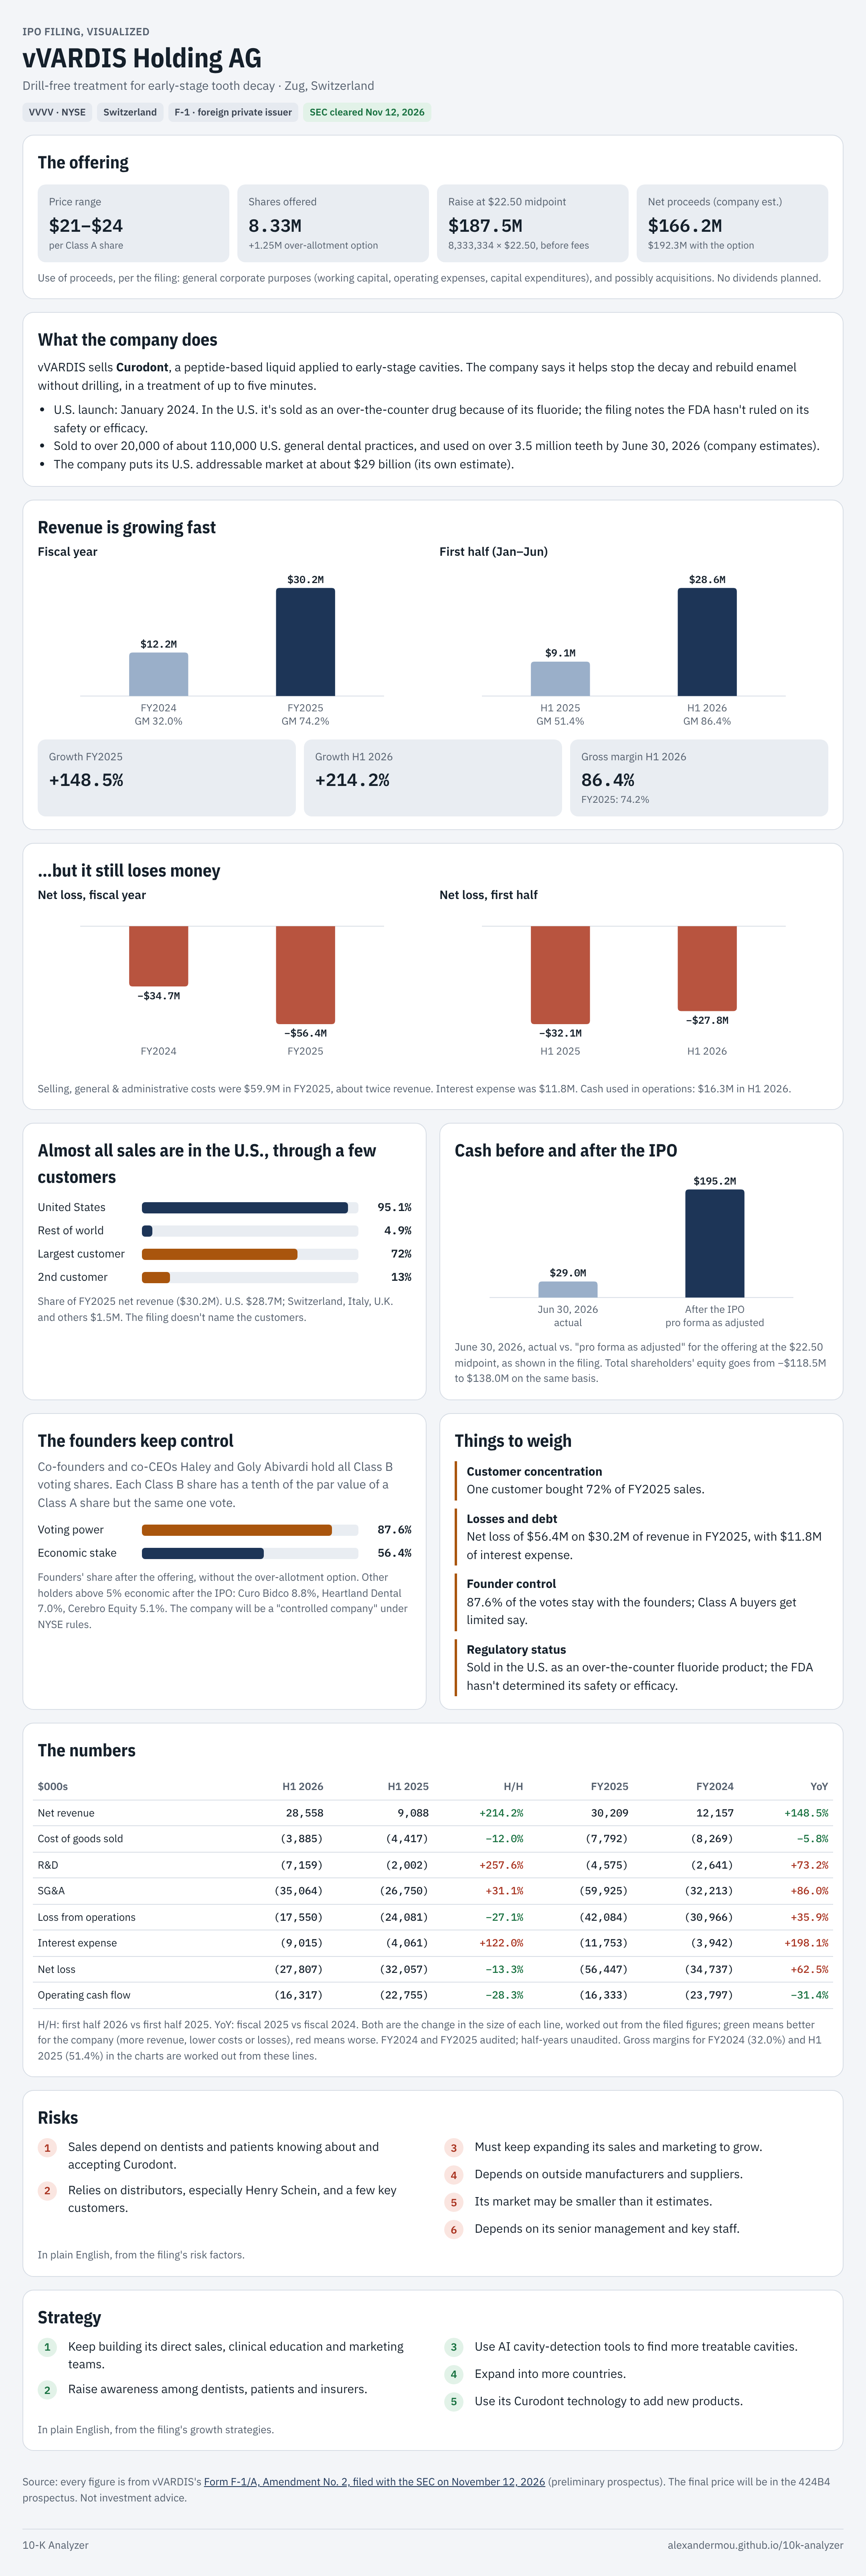 IPO FILING, VISUALIZED
vVARDIS Holding AG
Drill-free treatment for early-stage tooth decay · Zug, Switzerland
VVVV · NYSE
Switzerland
F-1 · foreign private issuer
SEC cleared Nov 12, 2026
The offering
Price range
$21–$24
per Class A share
Shares offered
8.33M
+1.25M over-allotment option
Raise at $22.50 midpoint
$187.5M
8,333,334 × $22.50, before fees
Net proceeds (company est.)
$166.2M
$192.3M with the option
Use of proceeds, per the filing: general corporate purposes (working capital, operating expenses, capital expenditures), and possibly acquisitions. No dividends planned.
What the company does
vVARDIS sells Curodont, a peptide-based liquid applied to early-stage cavities. The company says it helps stop the decay and rebuild enamel
without drilling, in a treatment of up to five minutes.
• U.S. launch: January 2024. In the U.S. it's sold as an over-the-counter drug because of its fluoride; the filing notes the FDA hasn't ruled on its
safety or efficacy.
• Sold to over 20,000 of about 110,000 U.S. general dental practices, and used on over 3.5 million teeth by June 30, 2026 (company estimates).
• The company puts its U.S. addressable market at about $29 billion (its own estimate).
Revenue is growing fast
Fiscal year
$12.2M
$30.2M
FY2024
GM 32.0%
FY2025
GM 74.2%
First half (Jan–Jun)
$9.1M
$28.6M
H1 2025
GM 51.4%
H1 2026
GM 86.4%
Growth FY2025
+148.5%
Growth H1 2026
+214.2%
Gross margin H1 2026
86.4%
FY2025: 74.2%
…but it still loses money
Net loss, fiscal year
−$34.7M
−$56.4M
FY2024
FY2025
Net loss, first half
−$32.1M
−$27.8M
H1 2025
H1 2026
Selling, general & administrative costs were $59.9M in FY2025, about twice revenue. Interest expense was $11.8M. Cash used in operations: $16.3M in H1 2026.
Almost all sales are in the U.S., through a few
customers
United States 95.1%
Rest of world 4.9%
Largest customer 72%
2nd customer 13%
Share of FY2025 net revenue ($30.2M). U.S. $28.7M; Switzerland, Italy, U.K.
and others $1.5M. The filing doesn't name the customers.
Cash before and after the IPO
$29.0M
$195.2M
Jun 30, 2026
actual
After the IPO
pro forma as adjusted
June 30, 2026, actual vs. "pro forma as adjusted" for the offering at the $22.50
midpoint, as shown in the filing. Total shareholders' equity goes from −$118.5M
to $138.0M on the same basis.
The founders keep control
Co-founders and co-CEOs Haley and Goly Abivardi hold all Class B
voting shares. Each Class B share has a tenth of the par value of a
Class A share but the same one vote.
Voting power 87.6%
Economic stake 56.4%
Founders' share after the offering, without the over-allotment option. Other
holders above 5% economic after the IPO: Curo Bidco 8.8%, Heartland Dental
7.0%, Cerebro Equity 5.1%. The company will be a "controlled company" under
NYSE rules.
Things to weigh
Customer concentration
One customer bought 72% of FY2025 sales.
Losses and debt
Net loss of $56.4M on $30.2M of revenue in FY2025, with $11.8M
of interest expense.
Founder control
87.6% of the votes stay with the founders; Class A buyers get
limited say.
Regulatory status
Sold in the U.S. as an over-the-counter fluoride product; the FDA
hasn't determined its safety or efficacy.
The numbers
$000s H1 2026 H1 2025 H/H FY2025 FY2024 YoY
Net revenue 28,558 9,088 +214.2% 30,209 12,157 +148.5%
Cost of goods sold (3,885) (4,417) −12.0% (7,792) (8,269) −5.8%
R&D (7,159) (2,002) +257.6% (4,575) (2,641) +73.2%
SG&A (35,064) (26,750) +31.1% (59,925) (32,213) +86.0%
Loss from operations (17,550) (24,081) −27.1% (42,084) (30,966) +35.9%
Interest expense (9,015) (4,061) +122.0% (11,753) (3,942) +198.1%
Net loss (27,807) (32,057) −13.3% (56,447) (34,737) +62.5%
Operating cash flow (16,317) (22,755) −28.3% (16,333) (23,797) −31.4%
H/H: first half 2026 vs first half 2025. YoY: fiscal 2025 vs fiscal 2024. Both are the change in the size of each line, worked out from the filed figures; green means better
for the company (more revenue, lower costs or losses), red means worse. FY2024 and FY2025 audited; half-years unaudited. Gross margins for FY2024 (32.0%) and H1
2025 (51.4%) in the charts are worked out from these lines.
Risks
1 Sales depend on dentists and patients knowing about and
accepting Curodont.
2 Relies on distributors, especially Henry Schein, and a few key
customers.
3 Must keep expanding its sales and marketing to grow.
4 Depends on outside manufacturers and suppliers.
5 Its market may be smaller than it estimates.
6 Depends on its senior management and key staff.
In plain English, from the filing's risk factors.
Strategy
1 Keep building its direct sales, clinical education and marketing
teams.
2 Raise awareness among dentists, patients and insurers.
3 Use AI cavity-detection tools to find more treatable cavities.
4 Expand into more countries.
5 Use its Curodont technology to add new products.
In plain English, from the filing's growth strategies.
Source: every figure is from vVARDIS's Form F-1/A, Amendment No. 2, filed with the SEC on November 12, 2026 (preliminary prospectus). The final price will be in the 424B4
prospectus. Not investment advice.
10-K Analyzer
alexandermou.github.io/10k-analyzer